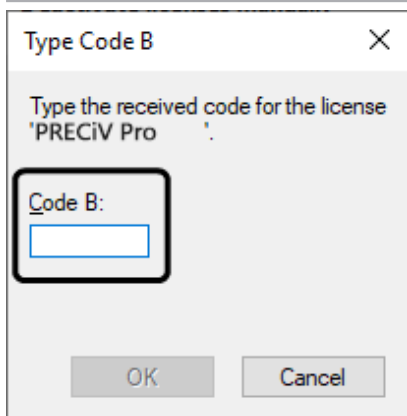 Type Code B
Type the received code for the license
'PRECiV Pro '.
Code B:
OK
Cancel